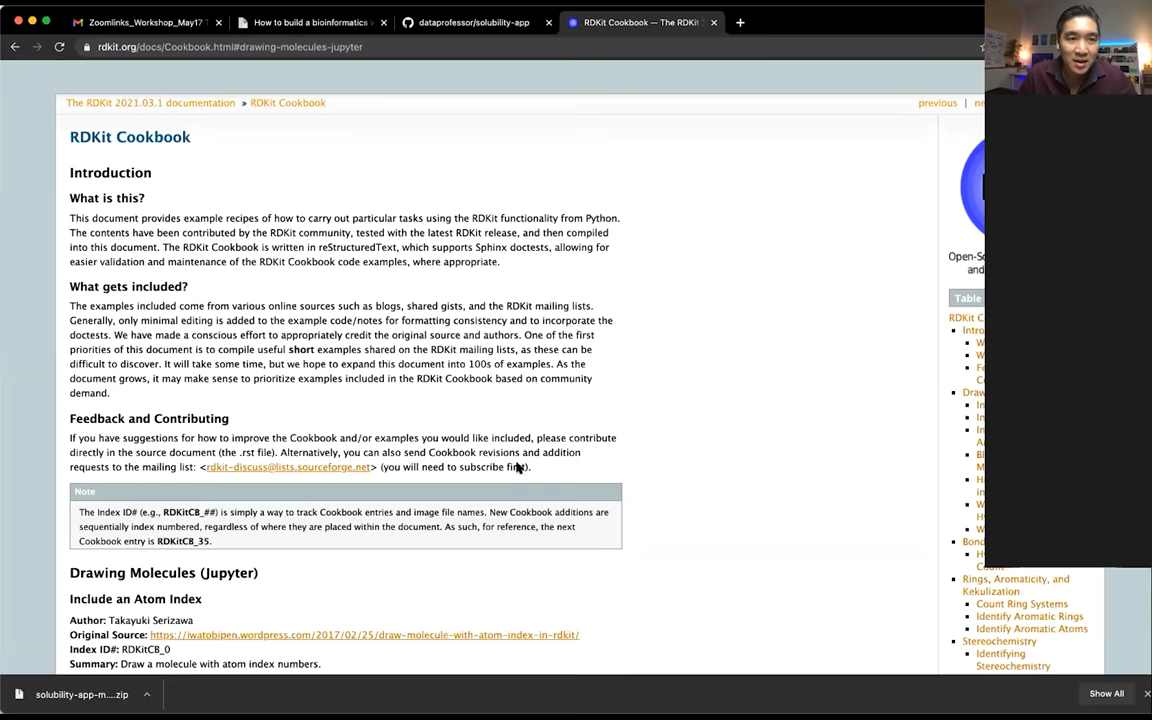 Zoomlinks_Workshop_May17
How to build a bioinformatics
dataprofessor/solubility-app
RDKit Cookbook — The RDKi
rdkit.org/docs/Cookbook.html#drawing-molecules-jupyter
The RDKit 2021.03.1 documentation » RDKit Cookbook
previous |
RDKit Cookbook
Introduction
What is this?
This document provides example recipes of how to carry out particular tasks using the RDKit functionality from Python.
The contents have been contributed by the RDKit community, tested with the latest RDKit release, and then compiled
into this document. The RDKit Cookbook is written in reStructuredText, which supports Sphinx doctests, allowing for
easier validation and maintenance of the RDKit Cookbook code examples, where appropriate.
What gets included?
The examples included come from various online sources such as blogs, shared gists, and the RDKit mailing lists.
Generally, only minimal editing is added to the example code/notes for formatting consistency and to incorporate the
doctests. We have made a conscious effort to appropriately credit the original source and authors. One of the first
priorities of this document is to compile useful short examples shared on the RDKit mailing lists, as these can be
difficult to discover. It will take some time, but we hope to expand this document into 100s of examples. As the
document grows, it may make sense to prioritize examples included in the RDKit Cookbook based on community
demand.
Feedback and Contributing
If you have suggestions for how to improve the Cookbook and/or examples you would like included, please contribute
directly in the source document (the .rst file). Alternatively, you can also send Cookbook revisions and addition
requests to the mailing list: <rdkit-discuss@lists.sourceforge.net> (you will need to subscribe first).
Note
The Index ID# (e.g., RDKitCB_##) is simply a way to track Cookbook entries and image file names. New Cookbook additions are
sequentially index numbered, regardless of where they are placed within the document. As such, for reference, the next
Cookbook entry is RDKitCB_35.
Drawing Molecules (Jupyter)
Include an Atom Index
Author: Takayuki Serizawa
Original Source: https://iwatobipen.wordpress.com/2017/02/25/draw-molecule-with-atom-index-in-rdkit/
Index ID#: RDKitCB_0
Summary: Draw a molecule with atom index numbers.
and
Table
RDKit C
Intro
Draw
Bond
Rings, Aromaticity, and
Kekulization
Count Ring Systems
Identify Aromatic Rings
Identify Aromatic Atoms
Stereochemistry
Identifying
Stereochemistry
solubility-app-m....zip
Show All